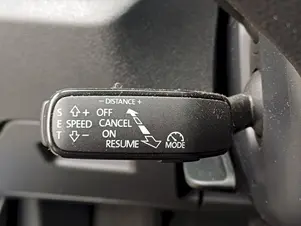 − DISTANCE +
S + OFF
E SPEED CANCEL
T − ON
RESUME MODE